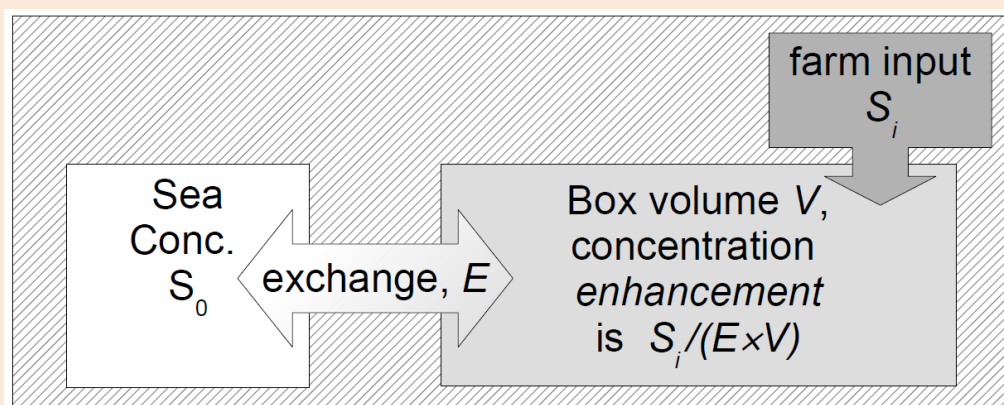 farm input
Sᵢ
Sea
Conc.
S₀
exchange, E
Box volume V,
concentration
enhancement
is Sᵢ/(E×V)